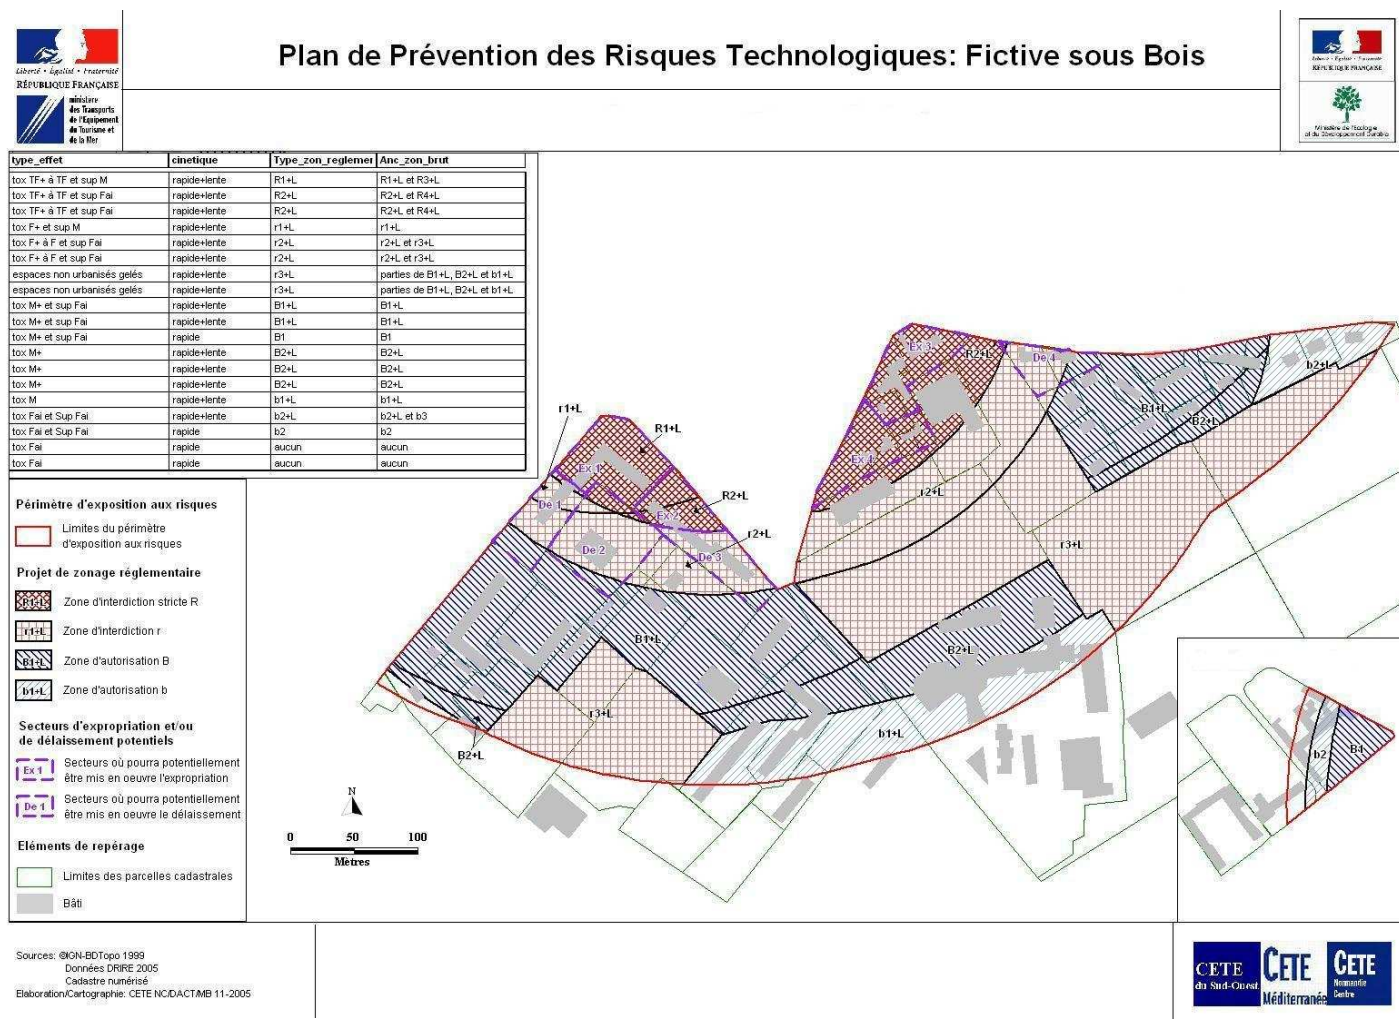 Plan de Prévention des Risques Technologiques: Fictive sous Bois
Liberté • Égalité • Fraternité
RÉPUBLIQUE FRANÇAISE
ministère
des Transports
de l'Equipement
du Tourisme et
de la Mer
Liberté • Égalité • Fraternité
RÉPUBLIQUE FRANÇAISE
Ministère de l'Ecologie
et du Développement Durable
type_effet cinetique Type_zon_reglemer Anc_zon_brut
tox TF+ à TF et sup M rapide+lente R1+L R1+L et R3+L
tox TF+ à TF et sup Fai rapide+lente R2+L R2+L et R4+L
tox TF+ à TF et sup Fai rapide+lente R2+L R2+L et R4+L
tox F+ et sup M rapide+lente r1+L r1+L
tox F+ à F et sup Fai rapide+lente r2+L r2+L et r3+L
tox F+ à F et sup Fai rapide+lente r2+L r2+L et r3+L
espaces non urbanisés gelés rapide+lente r3+L parties de B1+L, B2+L et b1+L
espaces non urbanisés gelés rapide+lente r3+L parties de B1+L, B2+L et b1+L
tox M+ et sup Fai rapide+lente B1+L B1+L
tox M+ et sup Fai rapide+lente B1+L B1+L
tox M+ et sup Fai rapide B1 B1
tox M+ rapide+lente B2+L B2+L
tox M+ rapide+lente B2+L B2+L
tox M+ rapide+lente B2+L B2+L
tox M rapide+lente b1+L b1+L
tox Fai et Sup Fai rapide+lente b2+L b2+L et b3
tox Fai et Sup Fai rapide b2 b2
tox Fai rapide aucun aucun
tox Fai rapide aucun aucun
Périmètre d'exposition aux risques
Limites du périmètre
d'exposition aux risques
Projet de zonage réglementaire
R1+L Zone d'interdiction stricte R
r1+L Zone d'interdiction r
B1+L Zone d'autorisation B
b1+L Zone d'autorisation b
Secteurs d'expropriation et/ou
de délaissement potentiels
Ex 1 Secteurs où pourra potentiellement
être mis en oeuvre l'expropriation
De 1 Secteurs où pourra potentiellement
être mis en oeuvre le délaissement
Eléments de repérage
Limites des parcelles cadastrales
Bâti
r1+L
R1+L
Ex 1
R2+L
De 1
Ex 2
r2+L
De 2
De 3
B1+L
r3+L
B2+L
Ex 3
R2+L
De 4
b2+L
B1+L
B2+L
Ex 4
r2+L
r3+L
B2+L
b1+L
b2
B1
N
0 50 100
Mètres
Sources: ©IGN-BDTopo 1999
Données DRIRE 2005
Cadastre numérisé
Elaboration/Cartographie: CETE NC/DACT/MB 11-2005
CETE
du Sud-Ouest
CETE
Méditerranée
CETE
Normandie
Centre